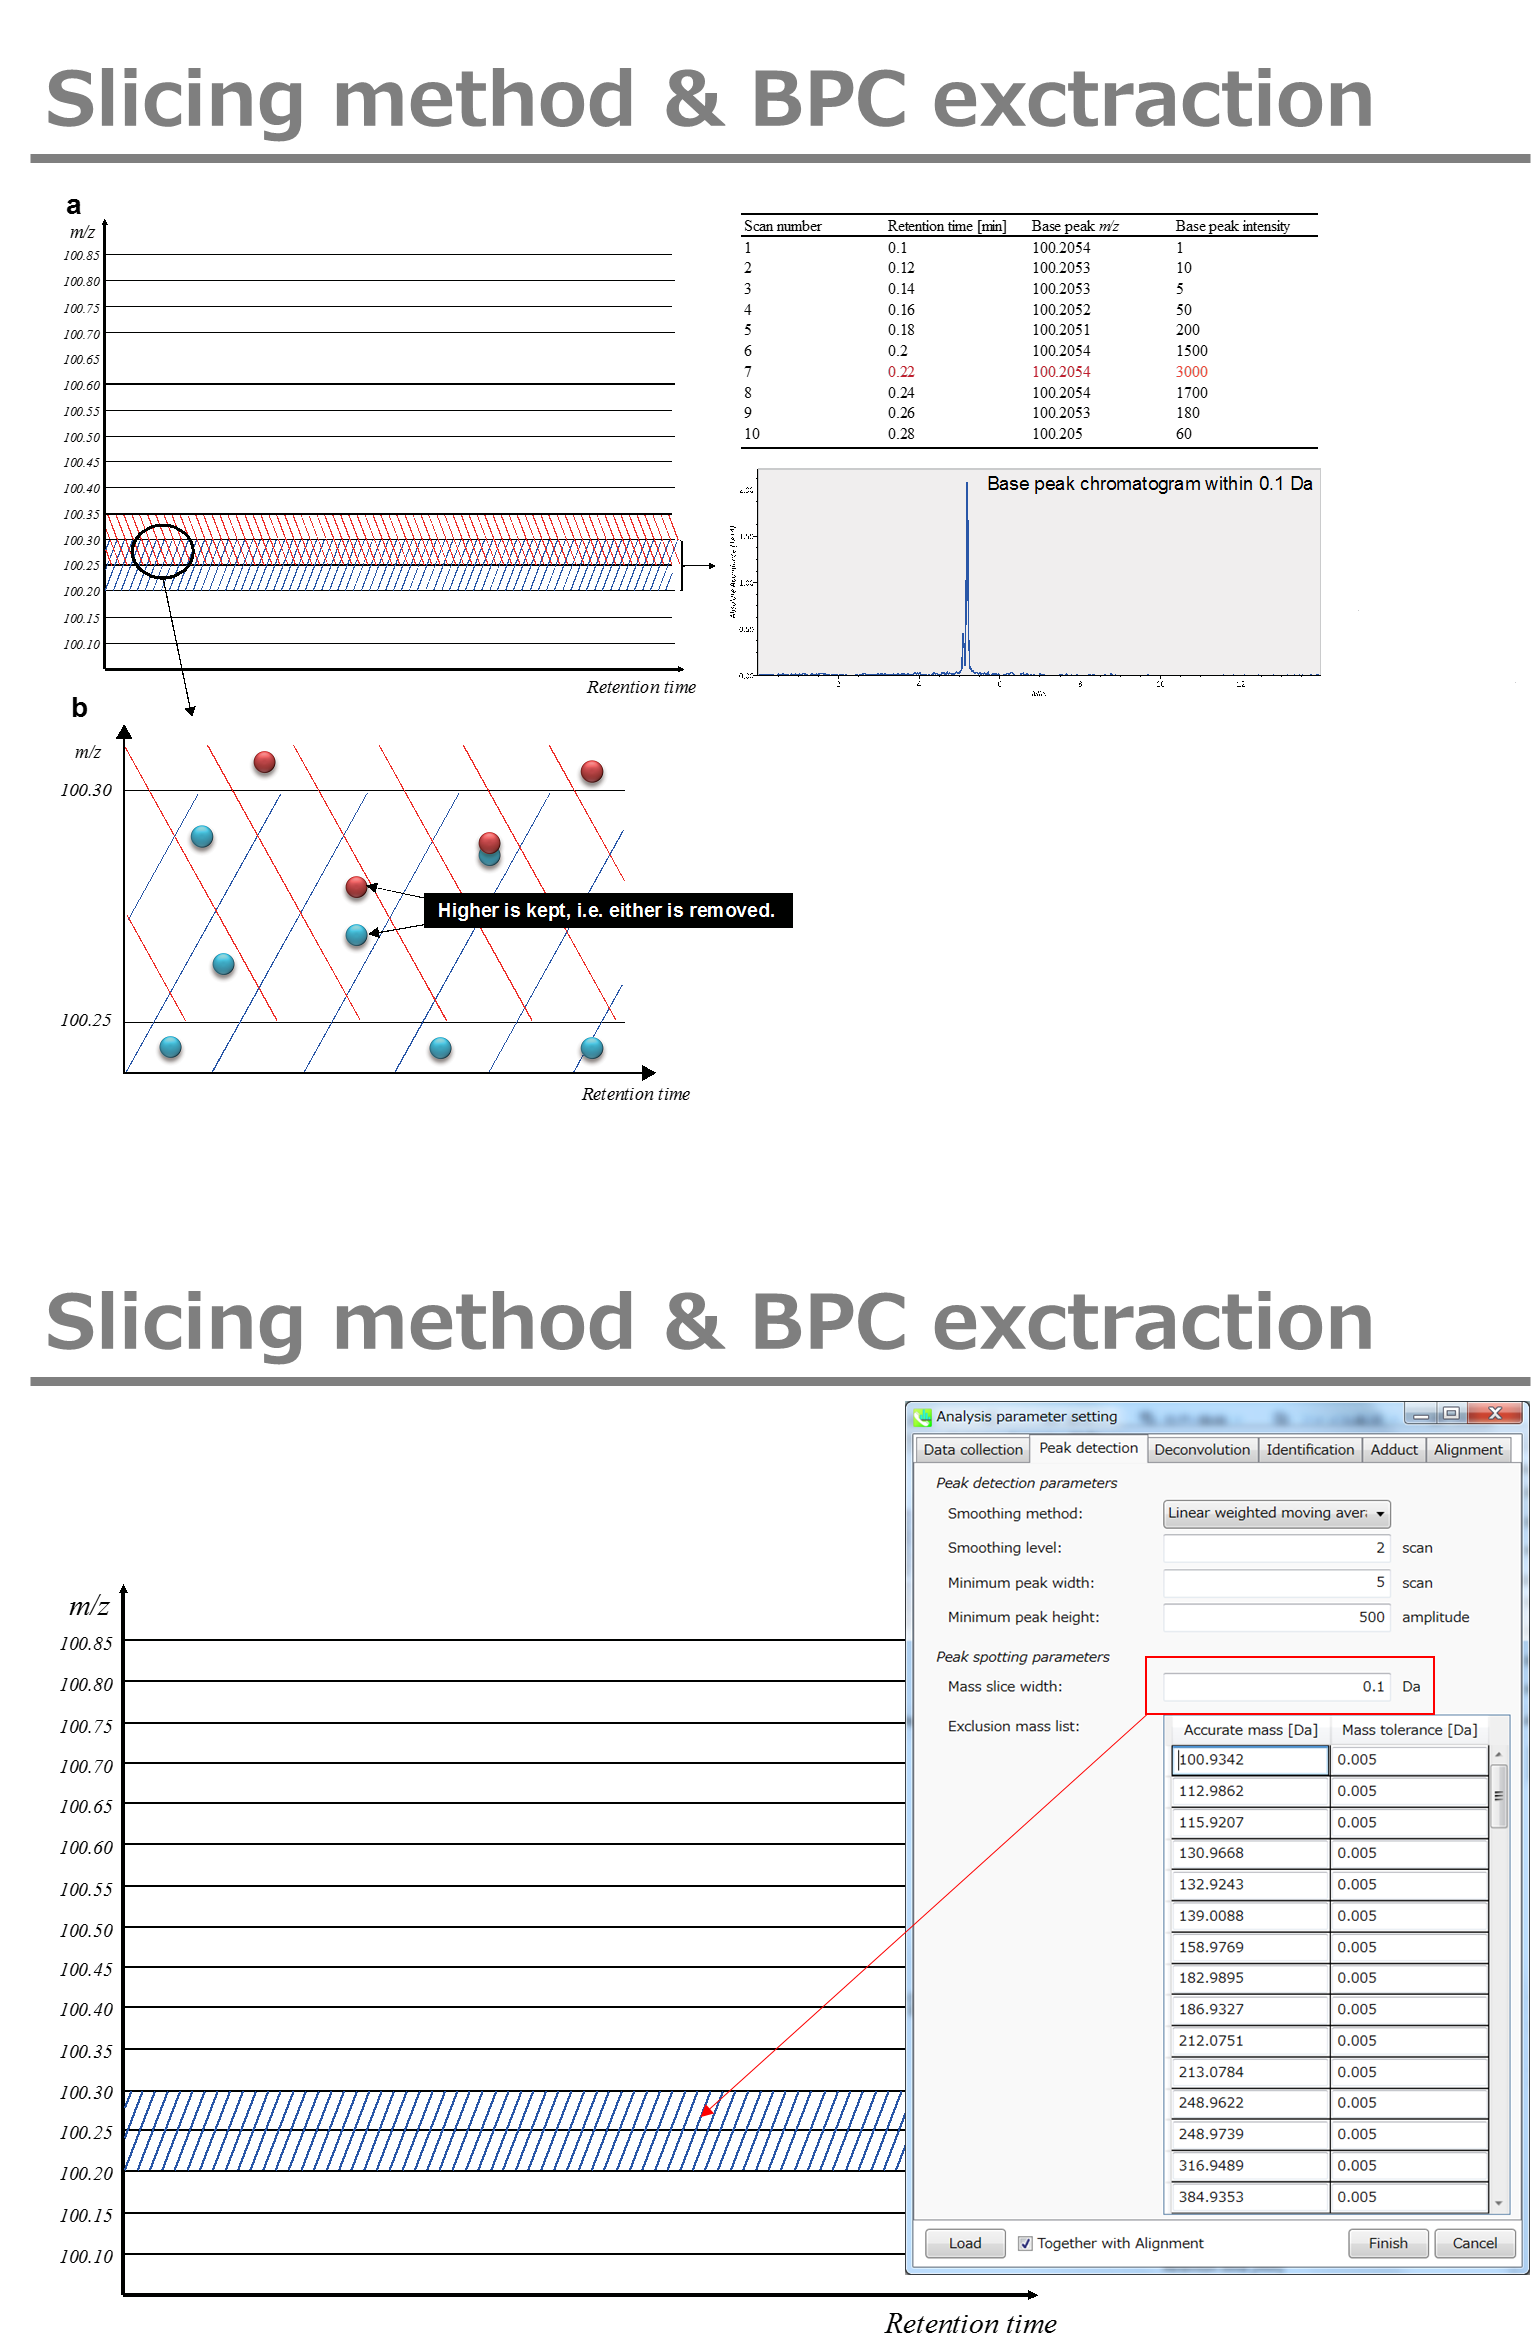 Slicing method & BPC exctraction
a
m/z
100.85
100.80
100.75
100.70
100.65
100.60
100.55
100.50
100.45
100.40
100.35
100.30
100.25
100.20
100.15
100.10
Retention time
Scan number Retention time [min] Base peak m/z Base peak intensity
1 0.1 100.2054 1
2 0.12 100.2053 10
3 0.14 100.2053 5
4 0.16 100.2052 50
5 0.18 100.2051 200
6 0.2 100.2054 1500
7 0.22 100.2054 3000
8 0.24 100.2054 1700
9 0.26 100.2053 180
10 0.28 100.205 60
Base peak chromatogram within 0.1 Da
b
m/z
100.30
Higher is kept, i.e. either is removed.
100.25
Retention time
Slicing method & BPC exctraction
m/z
100.85
100.80
100.75
100.70
100.65
100.60
100.55
100.50
100.45
100.40
100.35
100.30
100.25
100.20
100.15
100.10
Retention time
Analysis parameter setting
Data collection Peak detection Deconvolution Identification Adduct Alignment
Peak detection parameters
Smoothing method: Linear weighted moving aver
Smoothing level: 2 scan
Minimum peak width: 5 scan
Minimum peak height: 500 amplitude
Peak spotting parameters
Mass slice width: 0.1 Da
Exclusion mass list: Accurate mass [Da] Mass tolerance [Da]
100.9342 0.005
112.9862 0.005
115.9207 0.005
130.9668 0.005
132.9243 0.005
139.0088 0.005
158.9769 0.005
182.9895 0.005
186.9327 0.005
212.0751 0.005
213.0784 0.005
248.9622 0.005
248.9739 0.005
316.9489 0.005
384.9353 0.005
Load Together with Alignment Finish Cancel